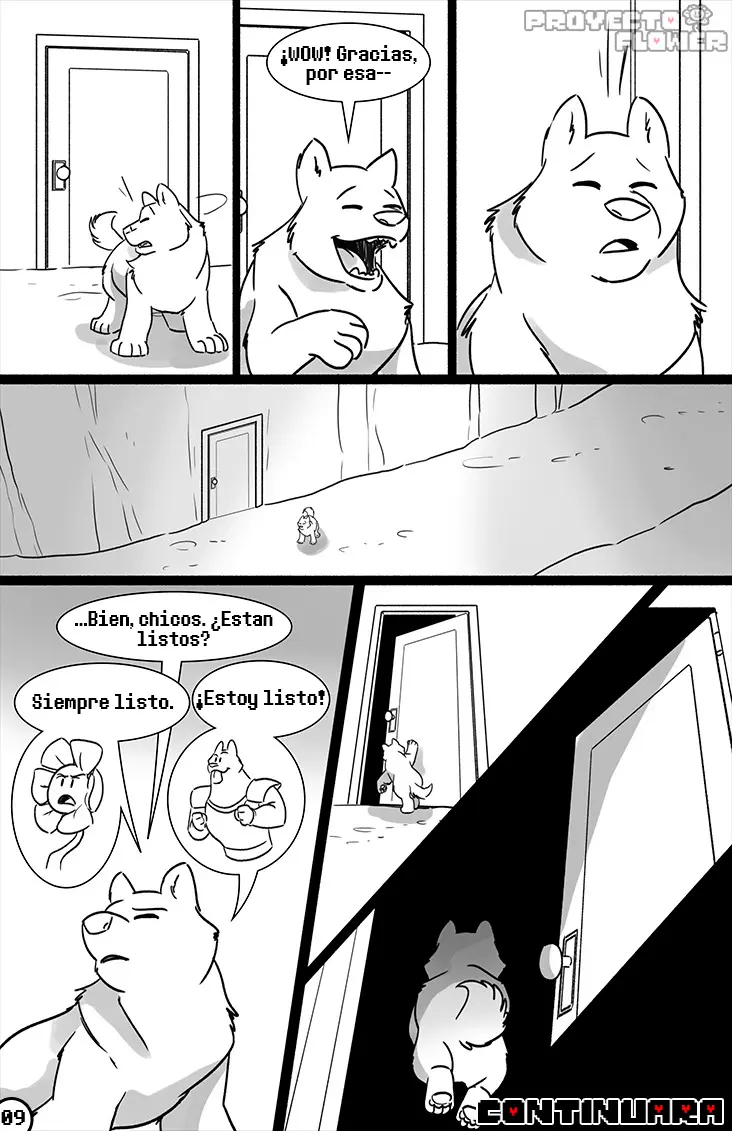 PROYECTO
FLOWER
¡WOW! Gracias,
por esa--
...Bien, chicos. ¿Estan
listos?
Siempre listo.
¡Estoy listo!
09
CONTINUARA